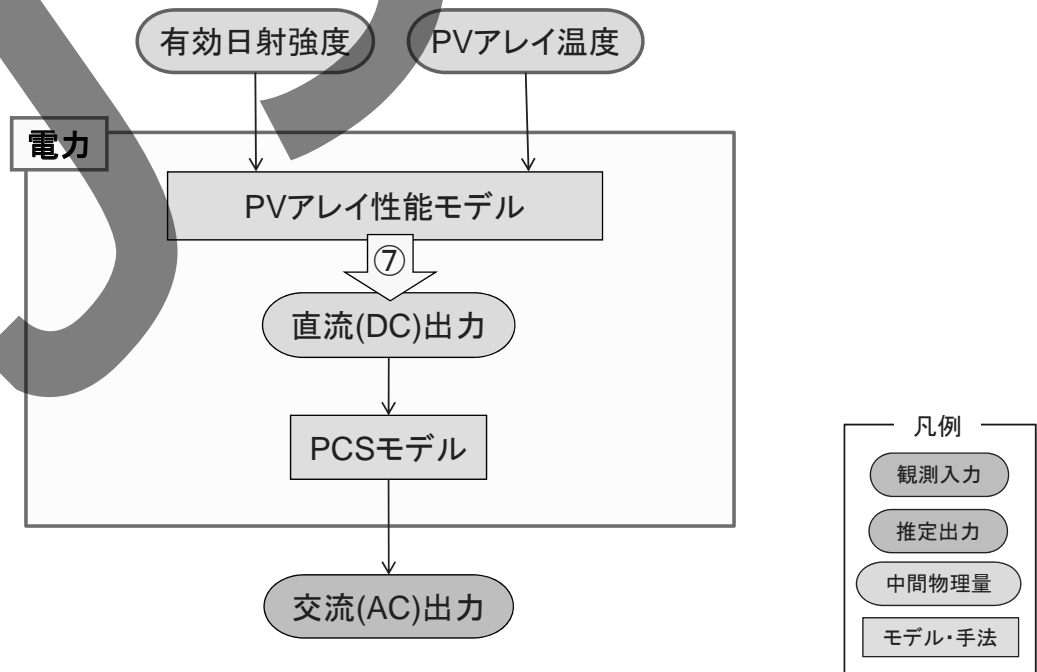 有効日射強度
PVアレイ温度
電力
PVアレイ性能モデル
⑦
直流(DC)出力
PCSモデル
交流(AC)出力
凡例
観測入力
推定出力
中間物理量
モデル・手法